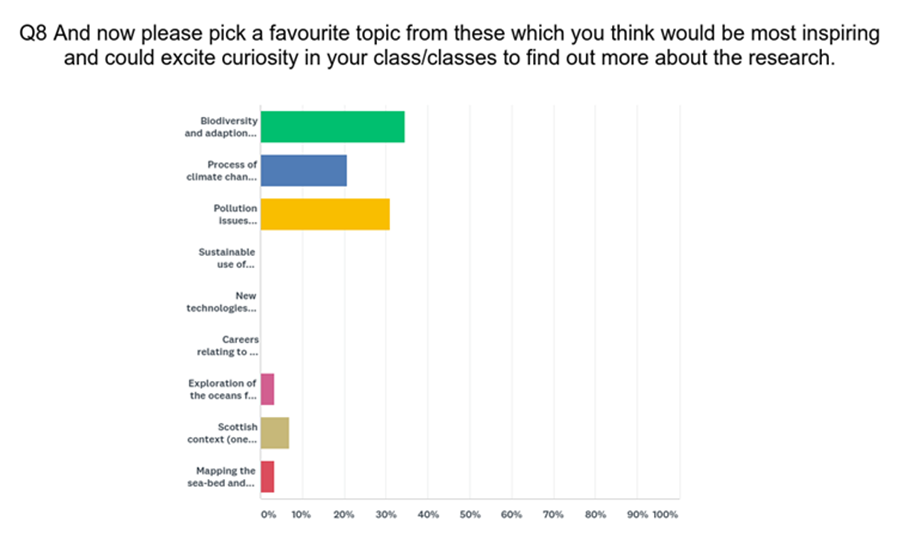 Q8 And now please pick a favourite topic from these which you think would be most inspiring
and could excite curiosity in your class/classes to find out more about the research.
Biodiversity
and adaption...
Process of
climate chan...
Pollution
issues...
Sustainable
use of...
New
technologies...
Careers
relating to ...
Exploration of
the oceans f...
Scottish
context (one...
Mapping the
sea-bed and...
0% 10% 20% 30% 40% 50% 60% 70% 80% 90% 100%